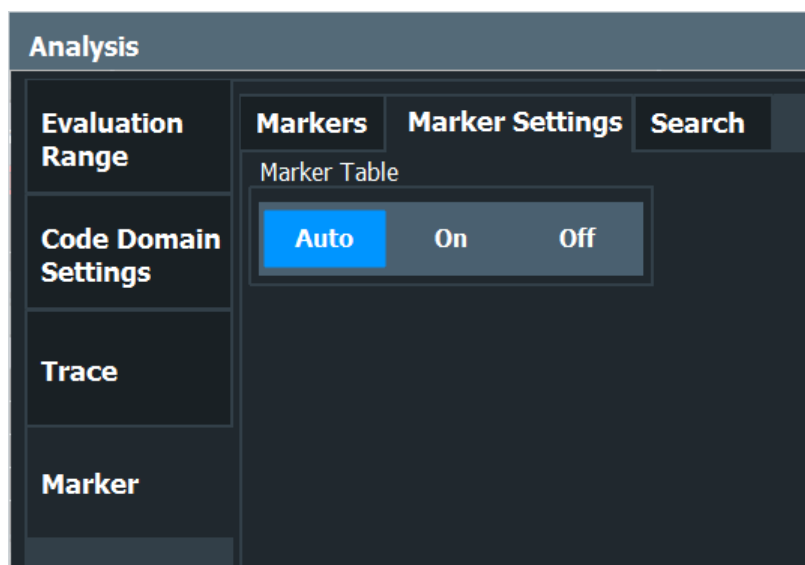 Analysis
Evaluation
Range
Markers Marker Settings Search
Marker Table
Auto On Off
Code Domain
Settings
Trace
Marker